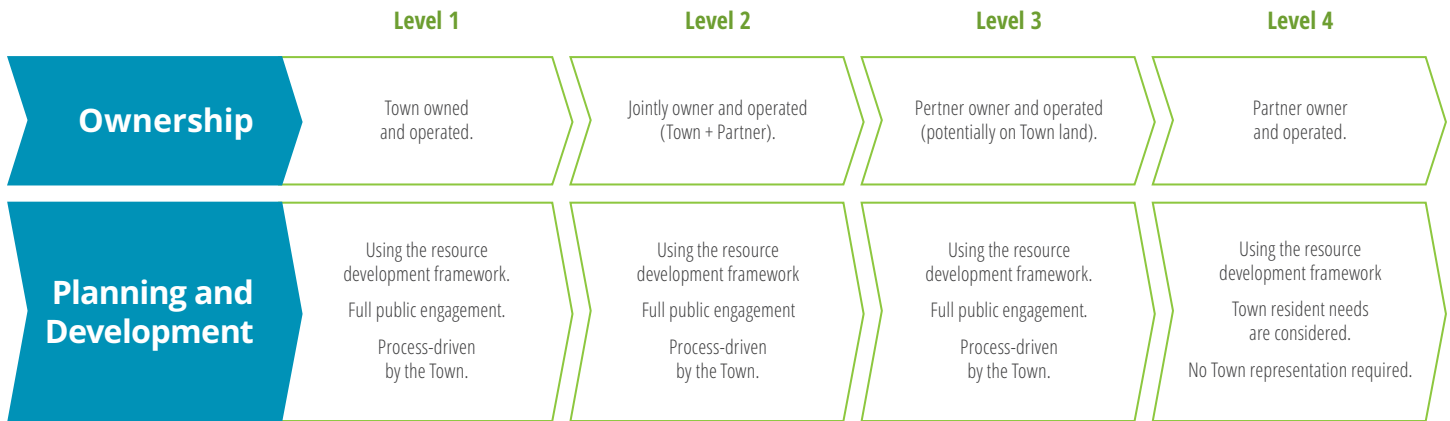 Level 1
Level 2
Level 3
Level 4
Ownership
Town owned
and operated.
Jointly owner and operated
(Town + Partner).
Pertner owner and operated
(potentially on Town land).
Partner owner
and operated.
Planning and
Development
Using the resource
development framework.
Full public engagement.
Process-driven
by the Town.
Using the resource
development framework
Full public engagement
Process-driven
by the Town.
Using the resource
development framework.
Full public engagement.
Process-driven
by the Town.
Using the resource
development framework
Town resident needs
are considered.
No Town representation required.